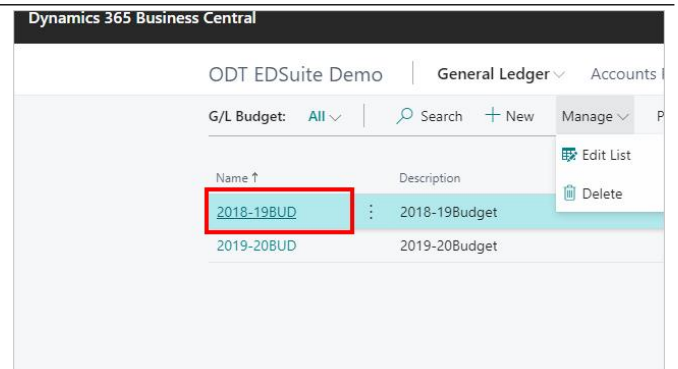 Dynamics 365 Business Central
ODT EDSuite Demo General Ledger Accounts
G/L Budget: All Search New Manage P
Edit List
Name ↑ Description
Delete
2018-19BUD 2018-19Budget
2019-20BUD 2019-20Budget